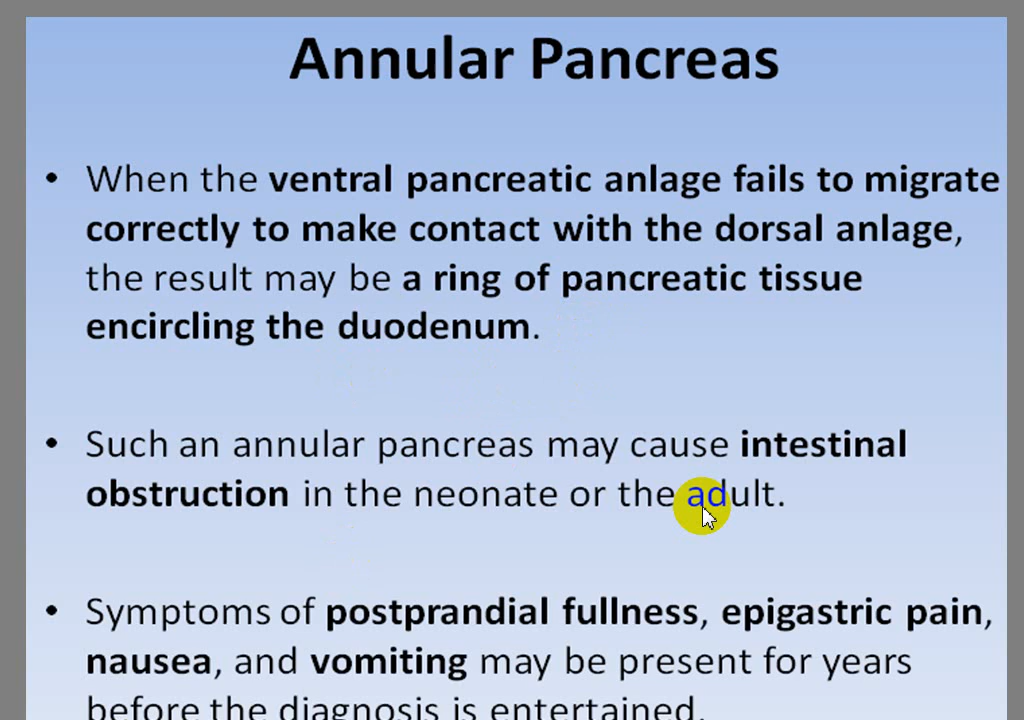 Annular Pancreas
• When the ventral pancreatic anlage fails to migrate
correctly to make contact with the dorsal anlage,
the result may be a ring of pancreatic tissue
encircling the duodenum.
• Such an annular pancreas may cause intestinal
obstruction in the neonate or the adult.
• Symptoms of postprandial fullness, epigastric pain,
nausea, and vomiting may be present for years
before the diagnosis is entertained.